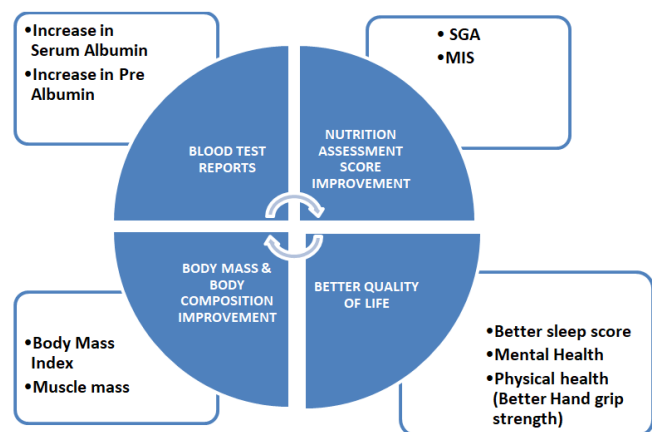 • Increase in
Serum Albumin
• Increase in Pre
Albumin
• SGA
• MIS
BLOOD TEST
REPORTS
NUTRITION
ASSESSMENT
SCORE
IMPROVEMENT
BODY MASS &
BODY
COMPOSITION
IMPROVEMENT
BETTER QUALITY
OF LIFE
• Body Mass
Index
• Muscle mass
• Better sleep score
• Mental Health
• Physical health
(Better Hand grip
strength)